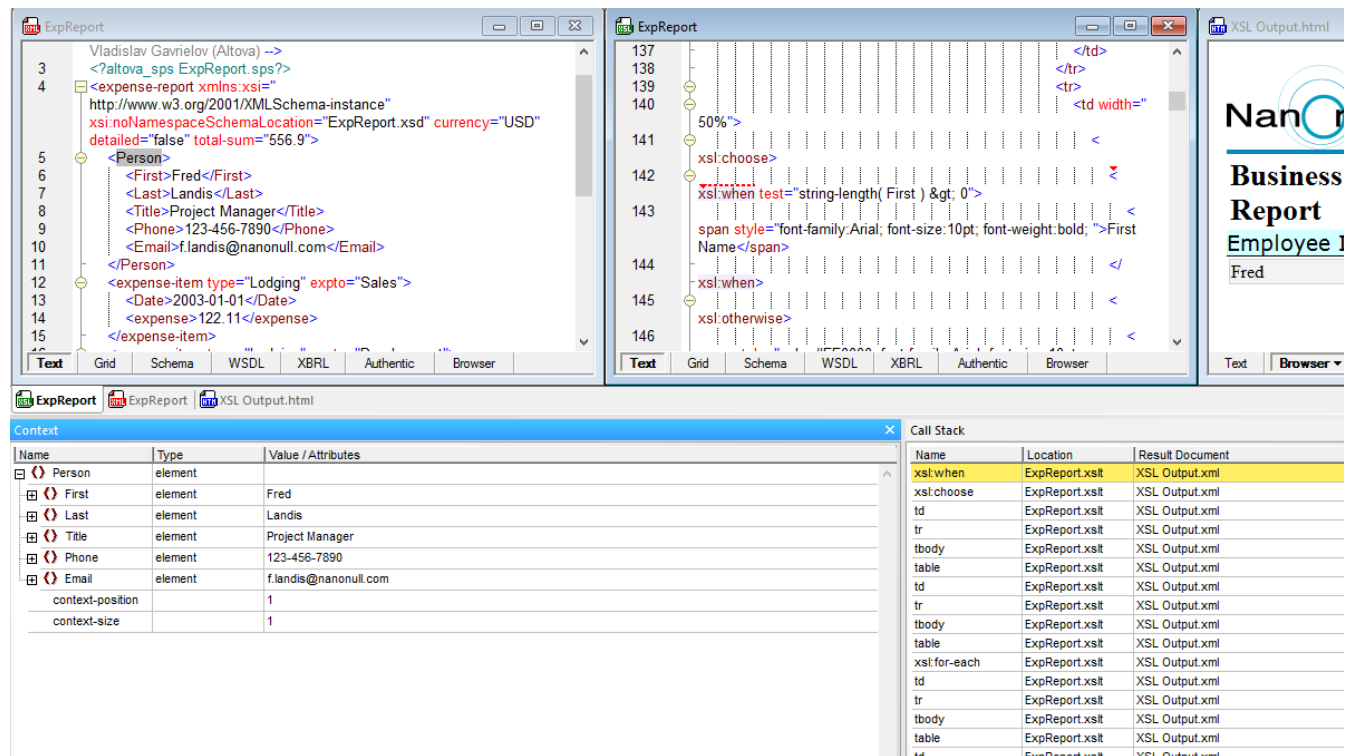 ExpReport
Vladislav Gavrielov (Altova) -->
3 <?altova_sps ExpReport.sps?>
4 <expense-report xmlns:xsi="
http://www.w3.org/2001/XMLSchema-instance"
xsi:noNamespaceSchemaLocation="ExpReport.xsd" currency="USD"
detailed="false" total-sum="556.9">
5 <Person>
6 <First>Fred</First>
7 <Last>Landis</Last>
8 <Title>Project Manager</Title>
9 <Phone>123-456-7890</Phone>
10 <Email>f.landis@nanonull.com</Email>
11 </Person>
12 <expense-item type="Lodging" expto="Sales">
13 <Date>2003-01-01</Date>
14 <expense>122.11</expense>
15 </expense-item>
Text Grid Schema WSDL XBRL Authentic Browser
ExpReport
137 </td>
138 </tr>
139 <tr>
140 <td width="
50%">
141 <
xsl:choose>
142 <
xsl:when test="string-length( First ) &gt; 0">
143 <
span style="font-family:Arial; font-size:10pt; font-weight:bold; ">First
Name</span>
144 </
xsl:when>
145 <
xsl:otherwise>
146 <
Text Grid Schema WSDL XBRL Authentic Browser
XSL Output.html
Nan
Business
Report
Employee I
Fred
Text Browser
ExpReport ExpReport XSL Output.html
Context
Name Type Value / Attributes
Person element
First element Fred
Last element Landis
Title element Project Manager
Phone element 123-456-7890
Email element f.landis@nanonull.com
context-position 1
context-size 1
Call Stack
Name Location Result Document
xsl:when ExpReport.xslt XSL Output.xml
xsl:choose ExpReport.xslt XSL Output.xml
td ExpReport.xslt XSL Output.xml
tr ExpReport.xslt XSL Output.xml
tbody ExpReport.xslt XSL Output.xml
table ExpReport.xslt XSL Output.xml
td ExpReport.xslt XSL Output.xml
tr ExpReport.xslt XSL Output.xml
tbody ExpReport.xslt XSL Output.xml
table ExpReport.xslt XSL Output.xml
xsl:for-each ExpReport.xslt XSL Output.xml
td ExpReport.xslt XSL Output.xml
tr ExpReport.xslt XSL Output.xml
tbody ExpReport.xslt XSL Output.xml
table ExpReport.xslt XSL Output.xml